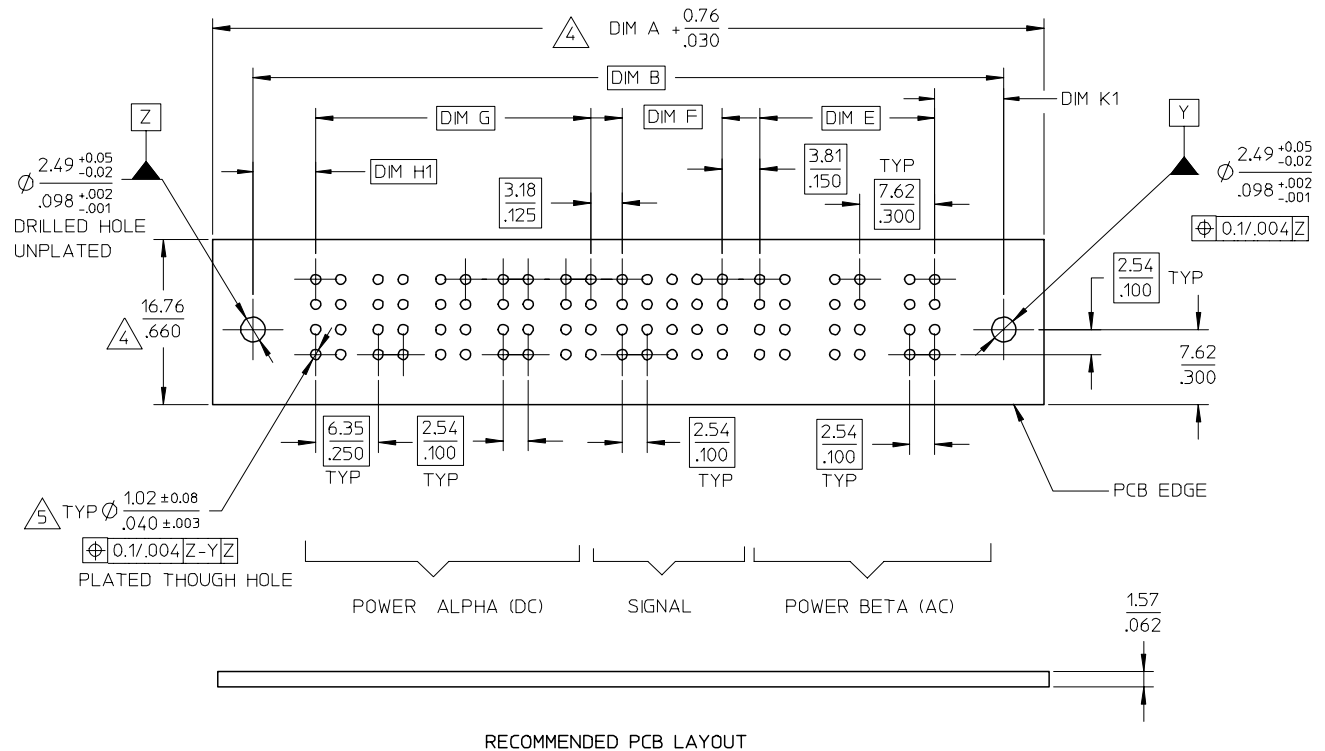 4 DIM A + 0.76
.030
DIM B
DIM K1
DIM G
DIM F
DIM E
Z
Y
Ø 2.49 +0.05 -0.02
.098 +.002 -.001
DRILLED HOLE
UNPLATED
DIM H1
3.18
.125
3.81
.150
TYP
7.62
.300
Ø 2.49 +0.05 -0.02
.098 +.002 -.001
⌖ 0.1/.004 Z
2.54
.100
TYP
4 16.76
.660
7.62
.300
6.35
.250
TYP
2.54
.100
TYP
2.54
.100
TYP
2.54
.100
TYP
PCB EDGE
5 TYP Ø 1.02 ±0.08
.040 ±.003
⌖ 0.1/.004 Z-Y Z
PLATED THOUGH HOLE
POWER ALPHA (DC)
SIGNAL
POWER BETA (AC)
1.57
.062
RECOMMENDED PCB LAYOUT